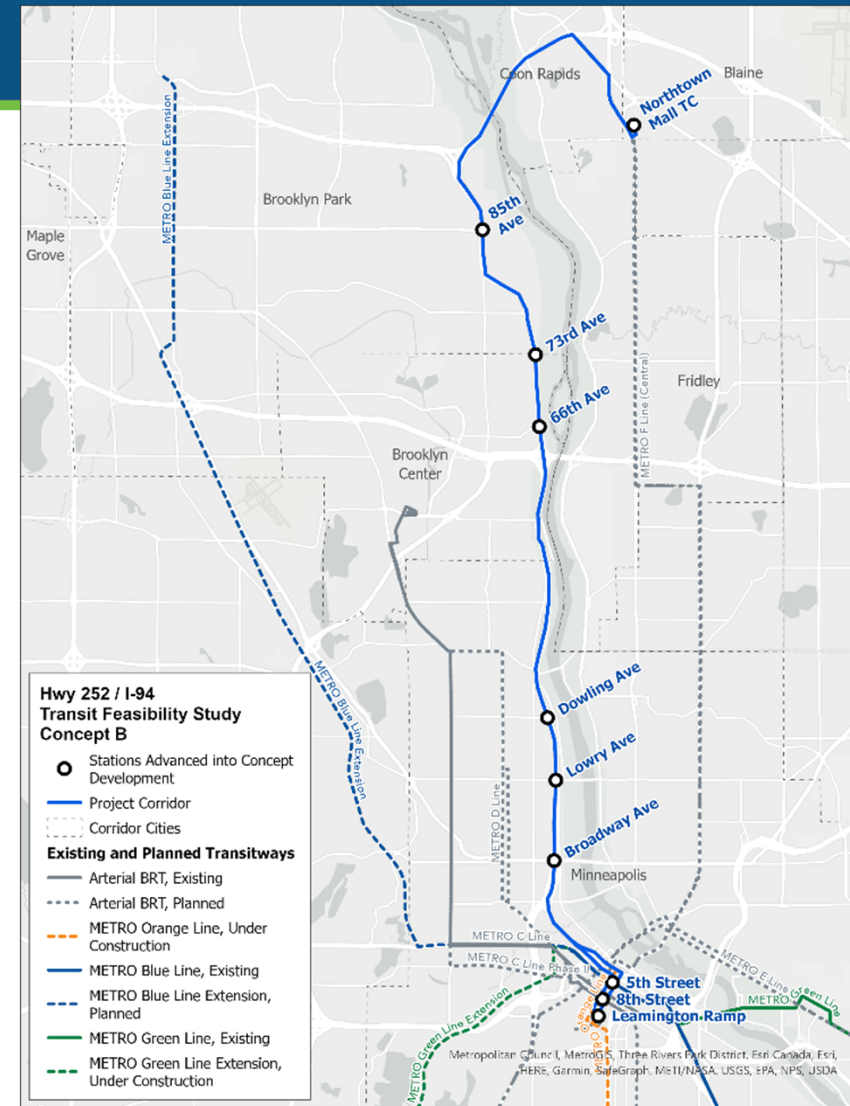 Coon Rapids
Blaine
Northtown
Mall TC
METRO Blue Line Extension
Brooklyn Park
85th
Ave
Maple
Grove
73rd Ave
METRO F Line (Central)
Fridley
66th Ave
Brooklyn
Center
METRO Blue Line Extension
Dowling Ave
Lowry Ave
METRO D Line
Broadway Ave
Minneapolis
METRO C Line
METRO C Line Phase II
METRO E Line
5th Street
8th Street
Leamington Ramp
METRO Green Line
METRO Orange Line
METRO Green Line Extension
Hwy 252 / I-94
Transit Feasibility Study
Concept B
Stations Advanced into Concept
Development
Project Corridor
Corridor Cities
Existing and Planned Transitways
Arterial BRT, Existing
Arterial BRT, Planned
METRO Orange Line, Under
Construction
METRO Blue Line, Existing
METRO Blue Line Extension,
Planned
METRO Green Line, Existing
METRO Green Line Extension,
Under Construction
Metropolitan Council, MetroGIS, Three Rivers Park District, Esri Canada, Esri,
HERE, Garmin, SafeGraph, METI/NASA, USGS, EPA, NPS, USDA